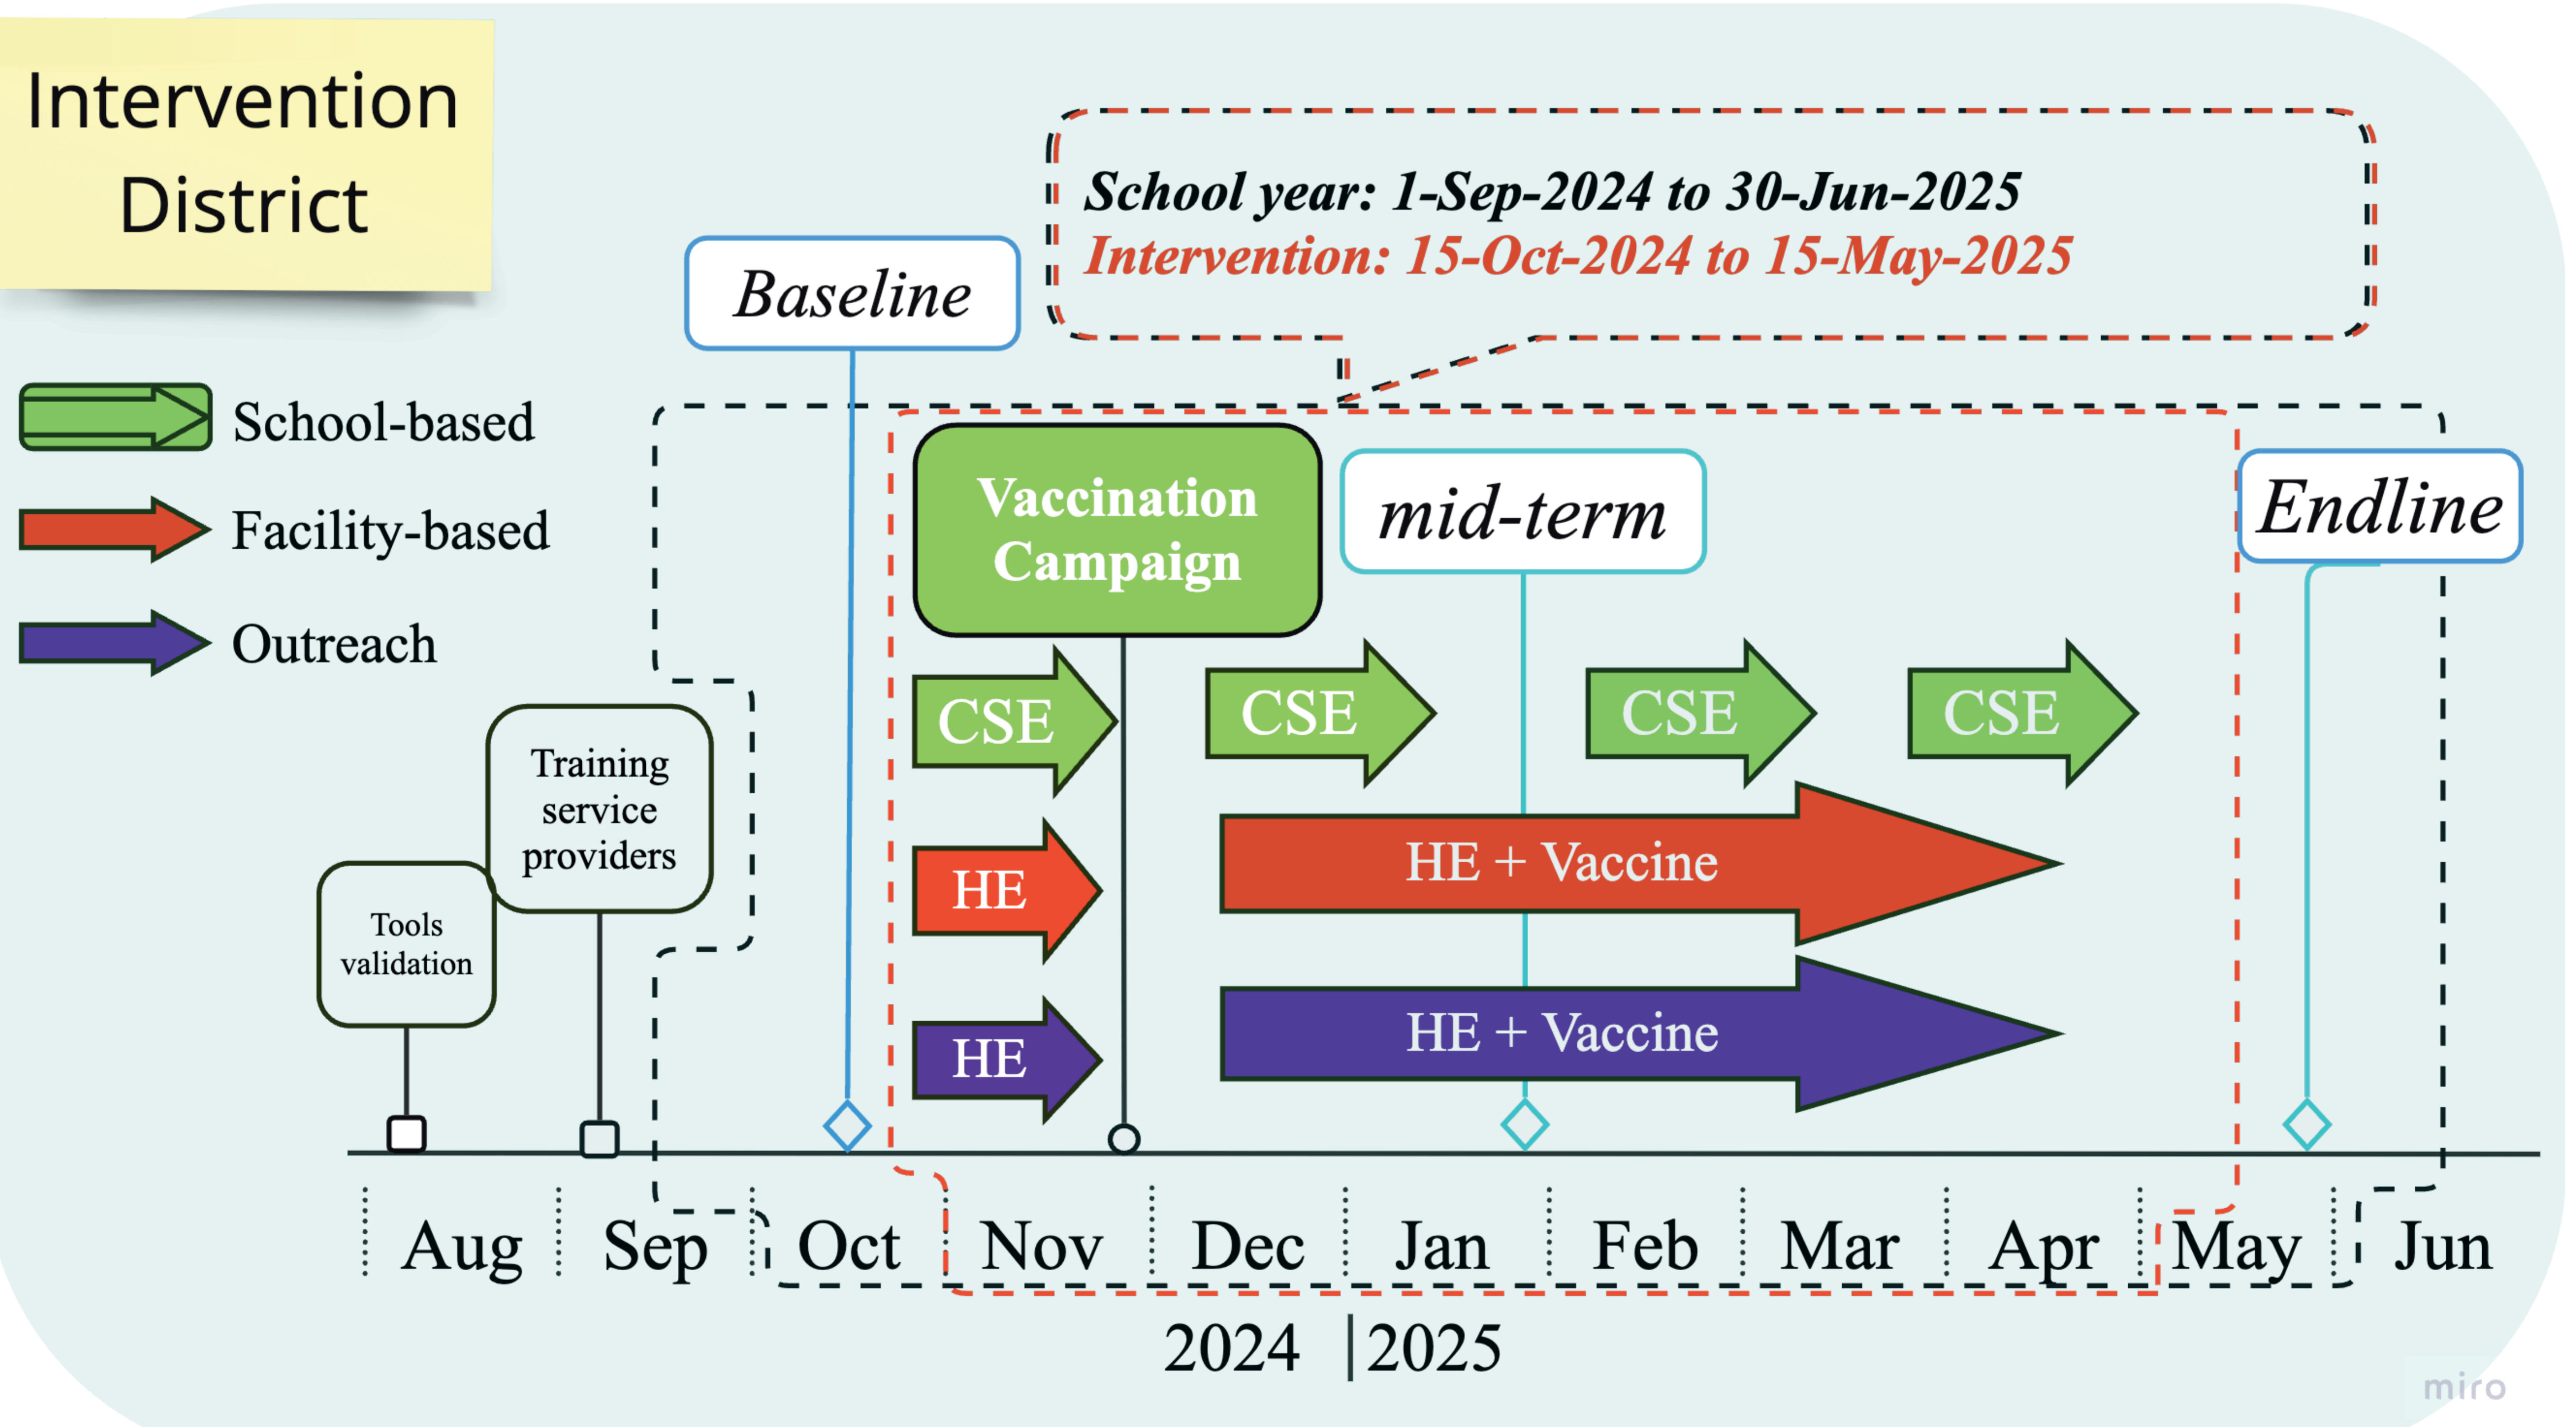 Intervention
District
School year: 1-Sep-2024 to 30-Jun-2025
Intervention: 15-Oct-2024 to 15-May-2025
Baseline
School-based
Facility-based
Outreach
Vaccination
Campaign
mid-term
Endline
CSE
CSE
CSE
CSE
Training
service
providers
Tools
validation
HE
HE + Vaccine
HE
HE + Vaccine
Aug Sep Oct Nov Dec Jan Feb Mar Apr May Jun
2024 | 2025
miro